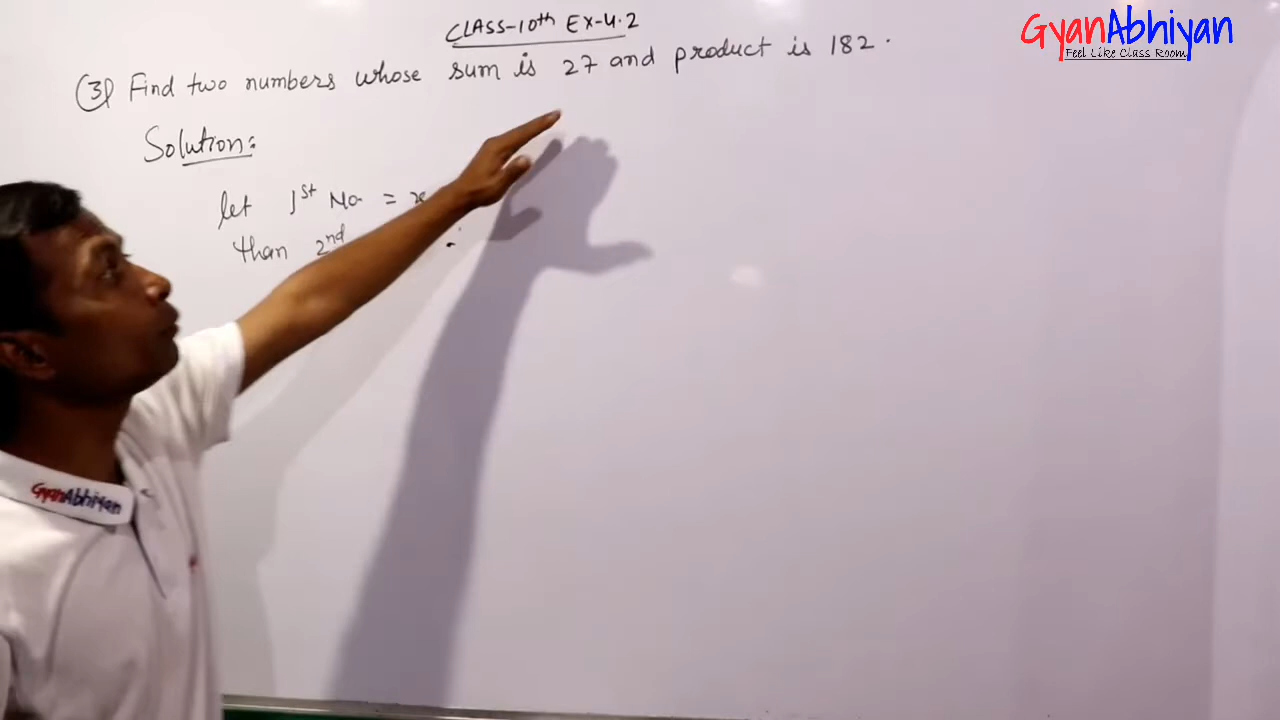 CLASS-10th Ex-4.2
GyanAbhiyan
Feel Like Class Room
(3) Find two numbers whose sum is 27 and product is 182.
Solution:
let 1st No = x
than 2nd
GyanAbhiyan